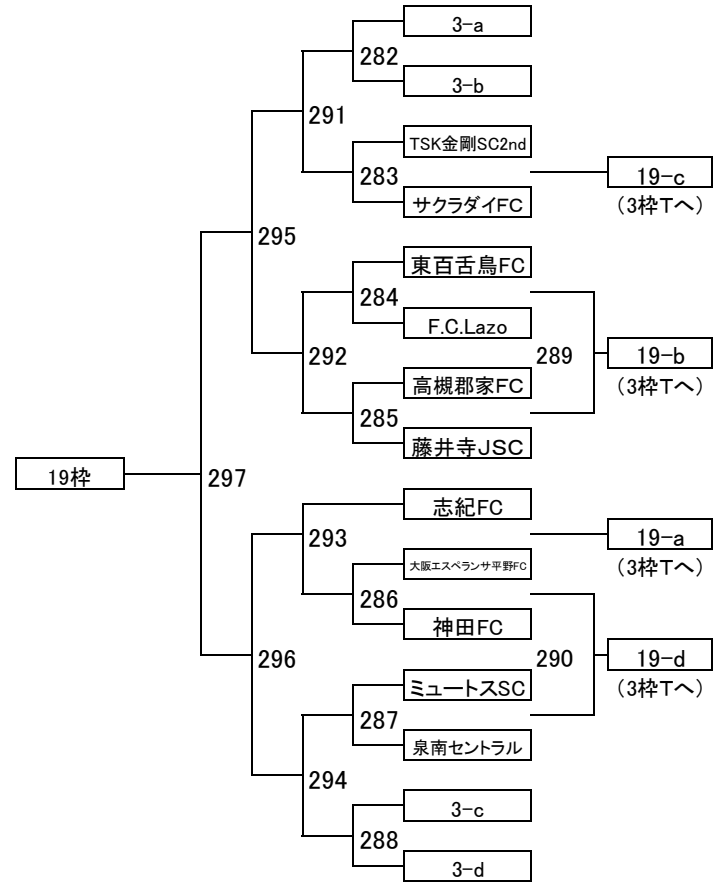 3-a
282
3-b
291
TSK金剛SC2nd
283
19-c
サクラダイFC
（3枠Tへ）
295
東百舌鳥FC
284
F.C.Lazo
292
289
19-b
高槻郡家FC
（3枠Tへ）
285
藤井寺JSC
19枠
297
志紀FC
293
19-a
大阪エスペランサ平野FC
（3枠Tへ）
286
神田FC
296
290
19-d
ミュートスSC
（3枠Tへ）
287
泉南セントラル
294
3-c
288
3-d